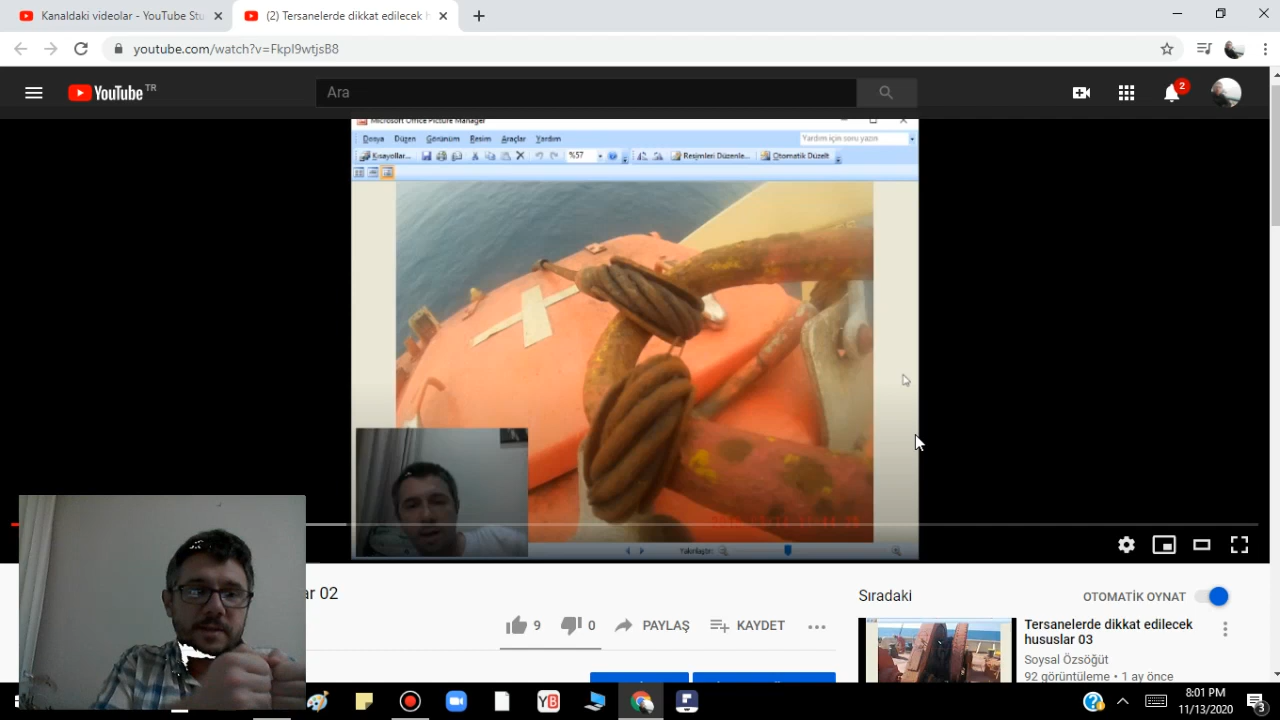 Kanaldaki videolar - YouTube Stu
(2) Tersanelerde dikkat edilecek h
youtube.com/watch?v=FkpI9wtjsB8
YouTube TR
Ara
2
Microsoft Office Picture Manager
Dosya Düzen Görünüm Resim Araçlar Yardım
Yardım için soru yazın
Kısayollar...
%57
Resimleri Düzenle...
Otomatik Düzelt
Yakınlaştır:
ar 02
9
0
PAYLAŞ
KAYDET
Sıradaki
OTOMATİK OYNAT
Tersanelerde dikkat edilecek
hususlar 03
Soysal Özsöğüt
92 görüntüleme • 1 ay önce
8:01 PM
11/13/2020
3